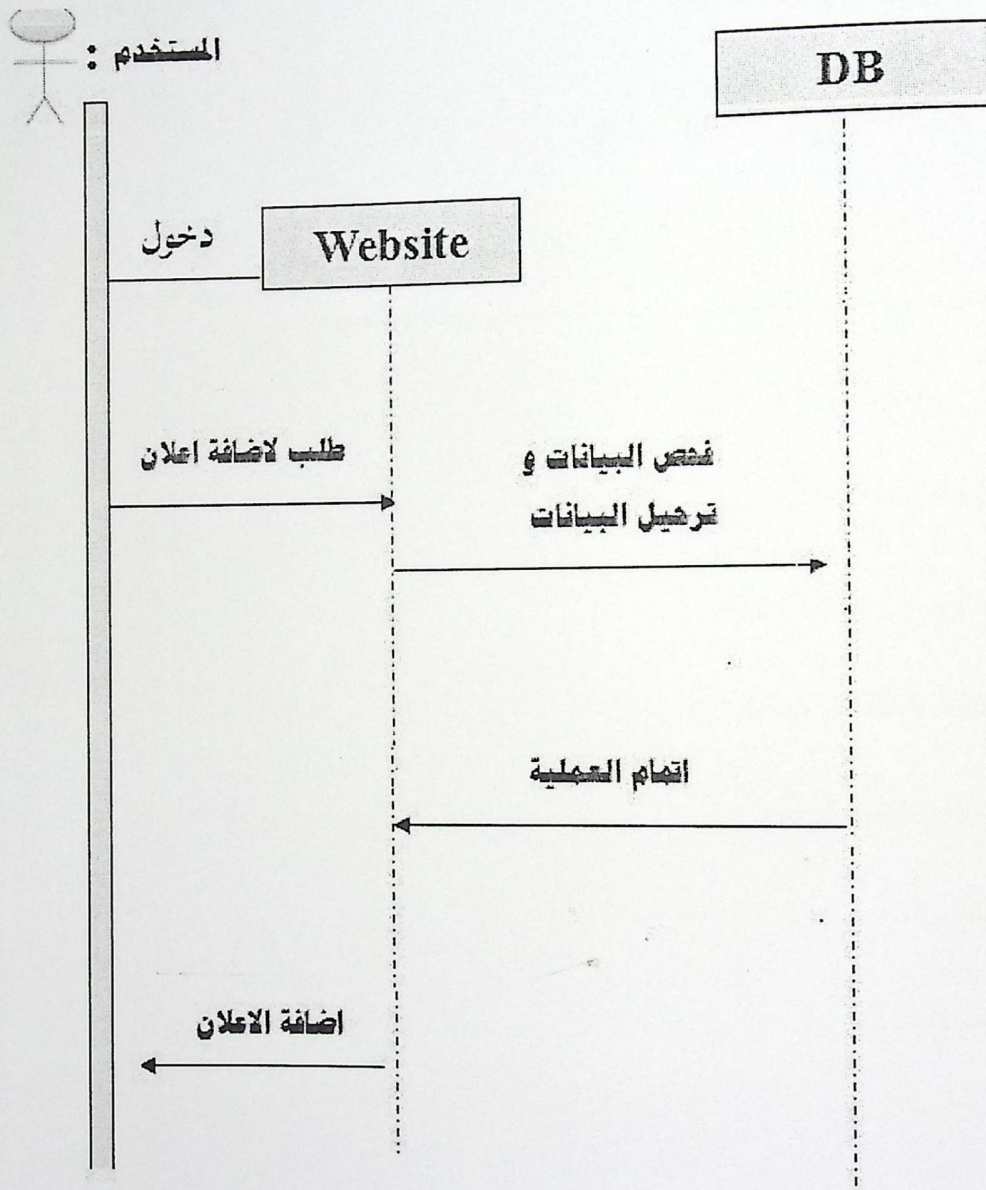 المستخدم :
DB
دخول
Website
طلب لاضافة اعلان
فحص البيانات و
ترحيل البيانات
اتمام العملية
اضافة الاعلان